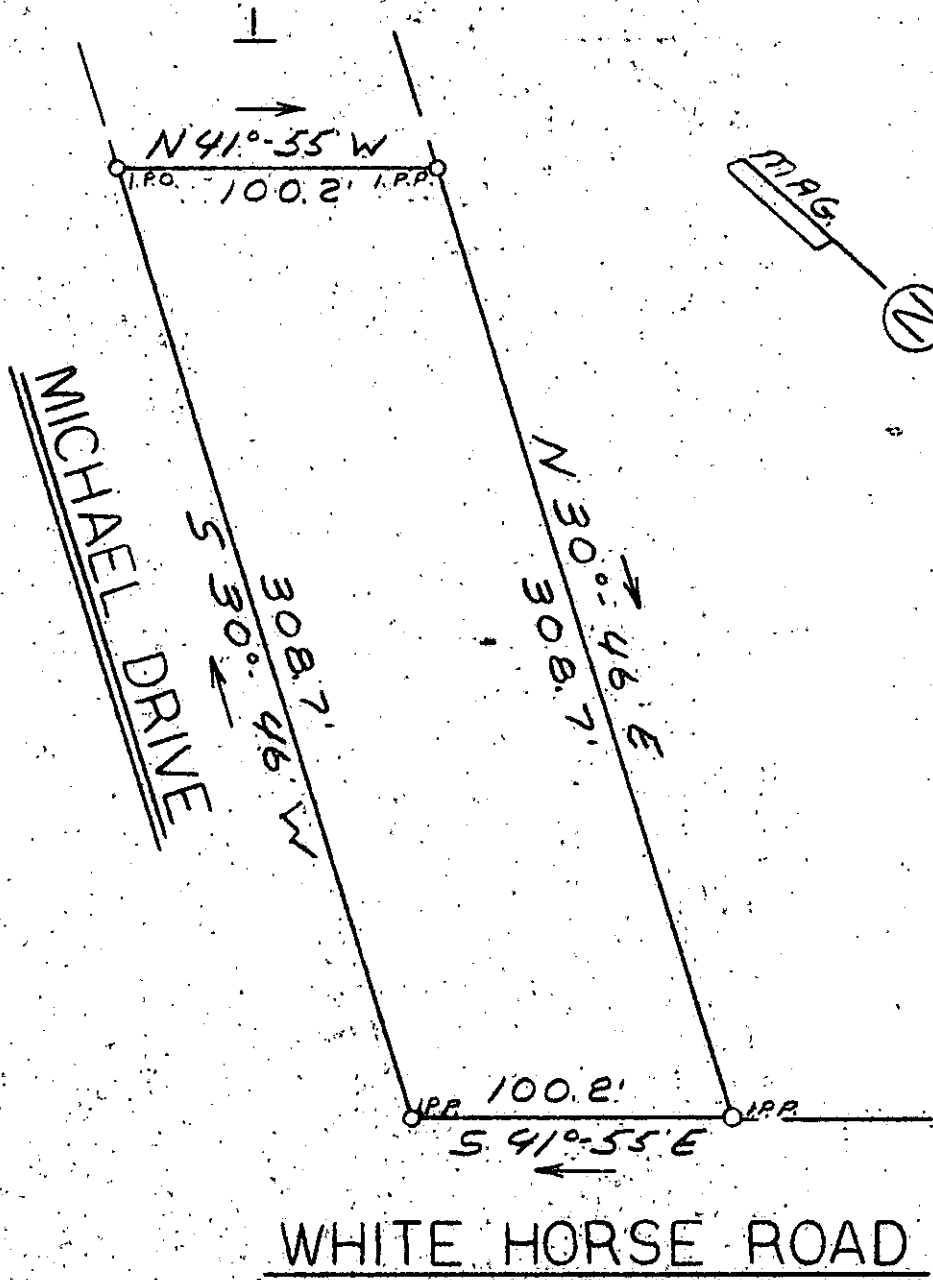 1
N 41°-55' W
I.P.O.
100.2'
I.P.P.
MAG.
N
MICHAEL DRIVE
N 30°-46' E
308.7'
308.7'
S 30°-46' W
100.2'
I.P.P.
I.P.P.
S 41°-55' E
WHITE HORSE ROAD